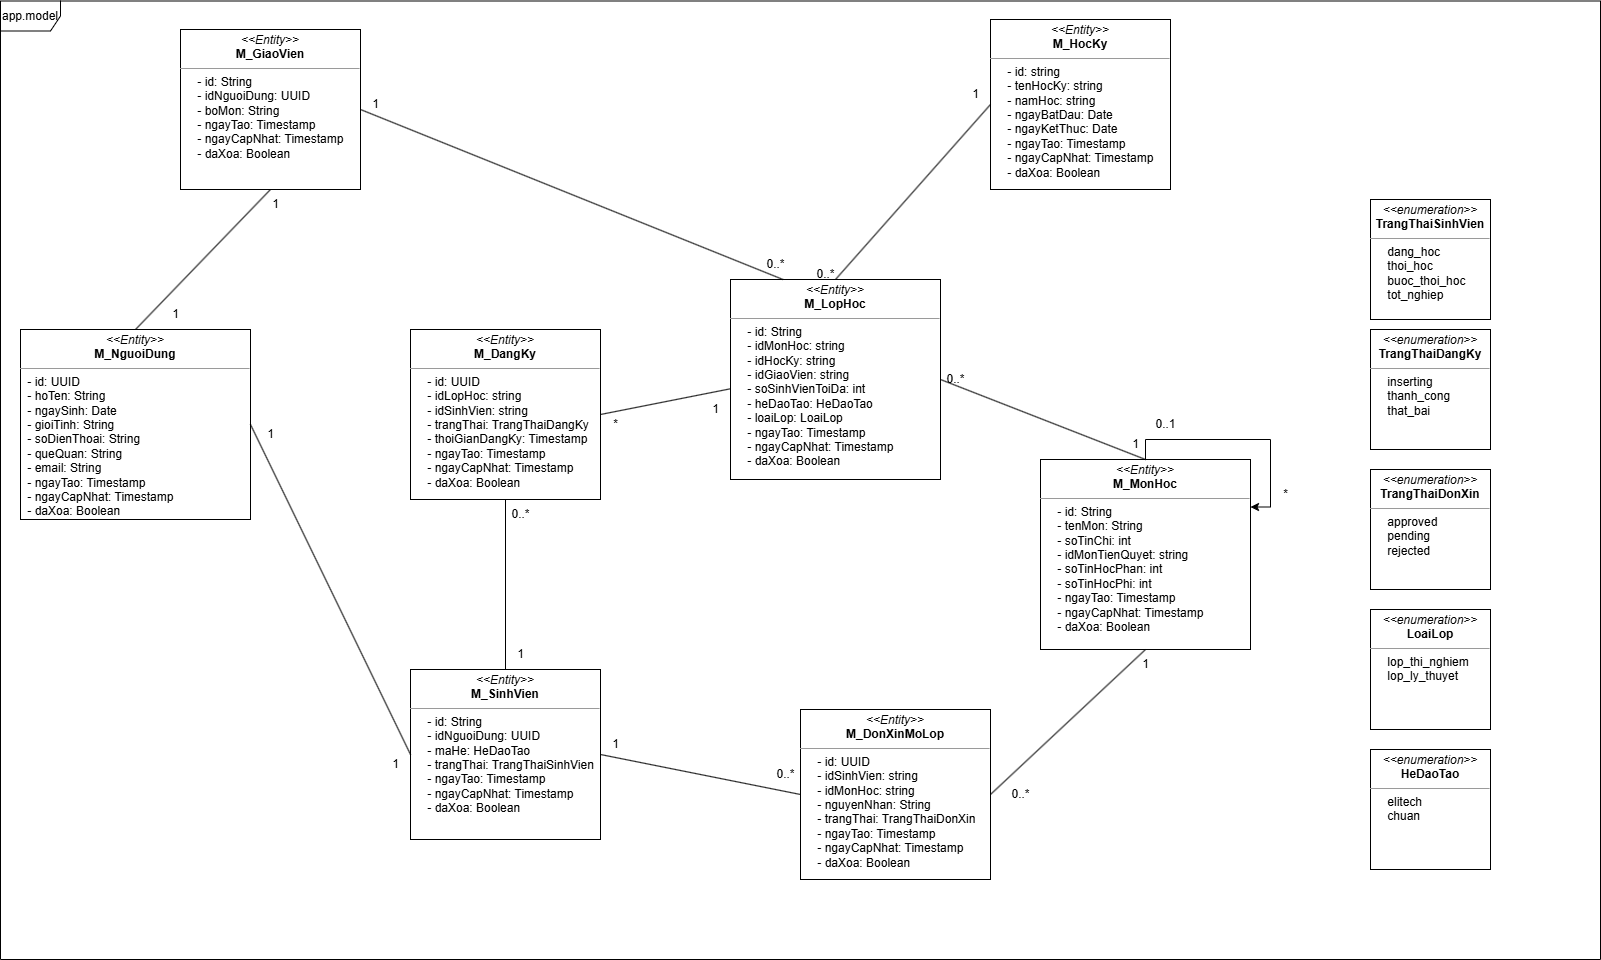 app.model
<<Entity>>
M_GiaoVien
- id: String
- idNguoiDung: UUID
- boMon: String
- ngayTao: Timestamp
- ngayCapNhat: Timestamp
- daXoa: Boolean
1
1
<<Entity>>
M_HocKy
- id: string
- tenHocKy: string
- namHoc: string
- ngayBatDau: Date
- ngayKetThuc: Date
- ngayTao: Timestamp
- ngayCapNhat: Timestamp
- daXoa: Boolean
1
0..*
0..*
1
<<Entity>>
M_NguoiDung
- id: UUID
- hoTen: String
- ngaySinh: Date
- gioiTinh: String
- soDienThoai: String
- queQuan: String
- email: String
- ngayTao: Timestamp
- ngayCapNhat: Timestamp
- daXoa: Boolean
1
<<Entity>>
M_DangKy
- id: UUID
- idLopHoc: string
- idSinhVien: string
- trangThai: TrangThaiDangKy
- thoiGianDangKy: Timestamp
- ngayTao: Timestamp
- ngayCapNhat: Timestamp
- daXoa: Boolean
*
1
0..*
<<Entity>>
M_LopHoc
- id: String
- idMonHoc: string
- idHocKy: string
- idGiaoVien: string
- soSinhVienToiDa: int
- heDaoTao: HeDaoTao
- loaiLop: LoaiLop
- ngayTao: Timestamp
- ngayCapNhat: Timestamp
- daXoa: Boolean
0..*
1
0..1
*
<<Entity>>
M_MonHoc
- id: String
- tenMon: String
- soTinChi: int
- idMonTienQuyet: string
- soTinHocPhan: int
- soTinHocPhi: int
- ngayTao: Timestamp
- ngayCapNhat: Timestamp
- daXoa: Boolean
1
1
1
<<Entity>>
M_SinhVien
- id: String
- idNguoiDung: UUID
- maHe: HeDaoTao
- trangThai: TrangThaiSinhVien
- ngayTao: Timestamp
- ngayCapNhat: Timestamp
- daXoa: Boolean
1
0..*
<<Entity>>
M_DonXinMoLop
- id: UUID
- idSinhVien: string
- idMonHoc: string
- nguyenNhan: String
- trangThai: TrangThaiDonXin
- ngayTao: Timestamp
- ngayCapNhat: Timestamp
- daXoa: Boolean
0..*
<<enumeration>>
TrangThaiSinhVien
dang_hoc
thoi_hoc
buoc_thoi_hoc
tot_nghiep
<<enumeration>>
TrangThaiDangKy
inserting
thanh_cong
that_bai
<<enumeration>>
TrangThaiDonXin
approved
pending
rejected
<<enumeration>>
LoaiLop
lop_thi_nghiem
lop_ly_thuyet
<<enumeration>>
HeDaoTao
elitech
chuan